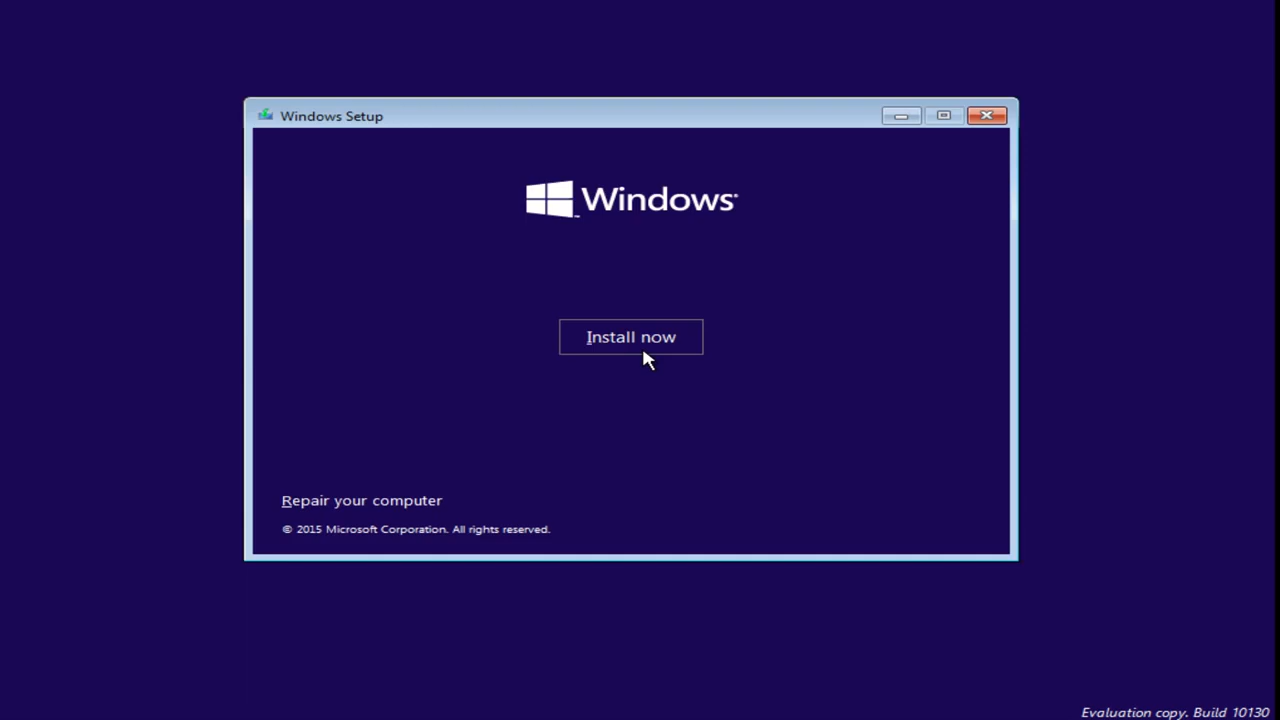 Windows Setup
Windows
Install now
Repair your computer
© 2015 Microsoft Corporation. All rights reserved.
Evaluation copy. Build 10130